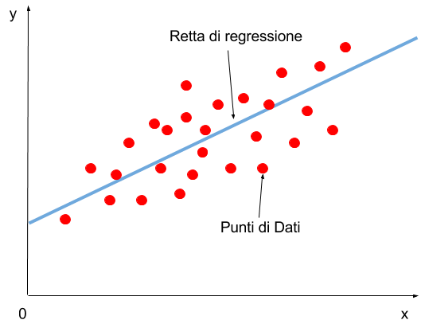 y
Retta di regressione
Punti di Dati
0
x